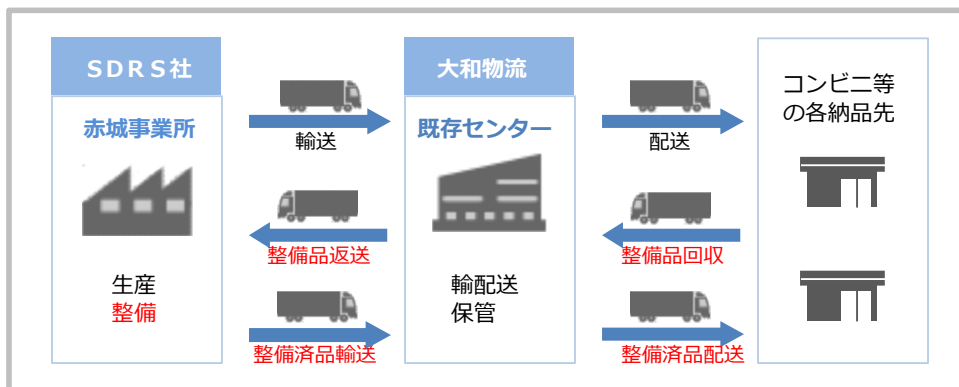 ＳＤＲＳ社
赤城事業所
生産
整備
輸送
整備品返送
整備済品輸送
大和物流
既存センター
輸配送
保管
配送
整備品回収
整備済品配送
コンビニ等
の各納品先